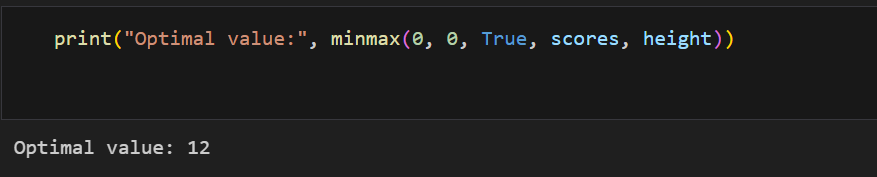 print("Optimal value:", minmax(0, 0, True, scores, height))
Optimal value: 12